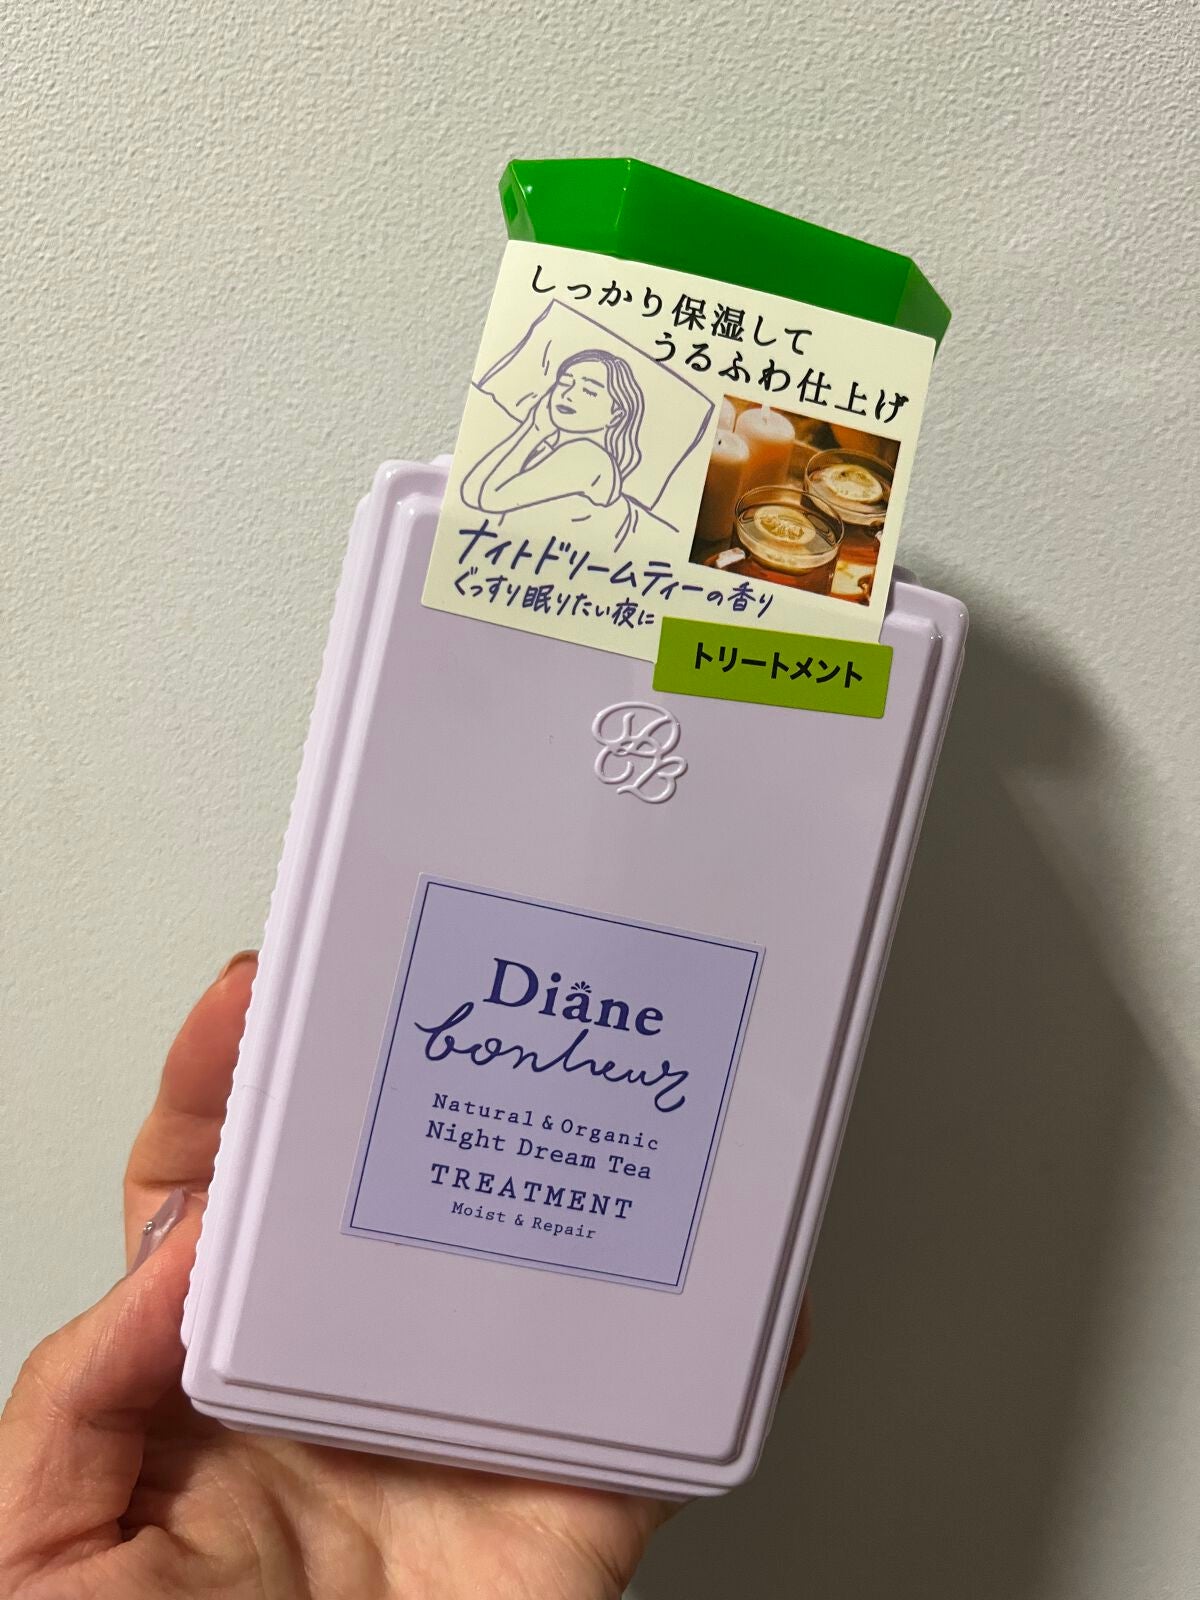 しっかり保湿して
うるふわ仕上げ
ナイトドリームティーの香り
ぐっすり眠りたい夜に
トリートメント
Diane
bonheur
Natural & Organic
Night Dream Tea
TREATMENT
Moist & Repair